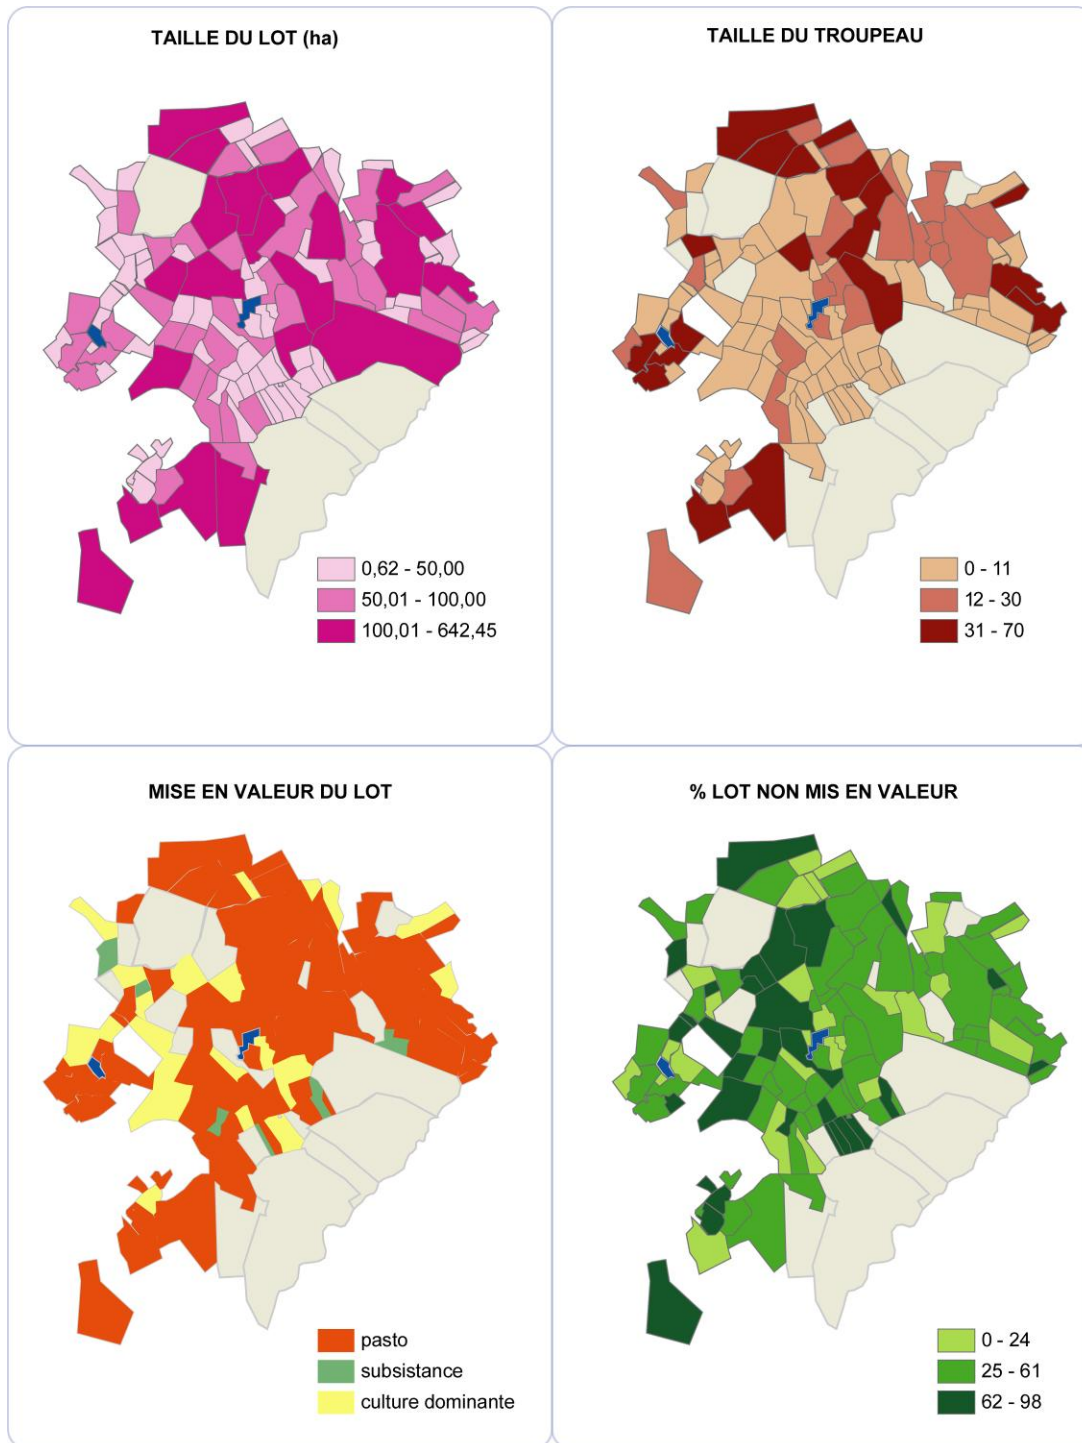 TAILLE DU LOT (ha)
0,62 - 50,00
50,01 - 100,00
100,01 - 642,45
TAILLE DU TROUPEAU
0 - 11
12 - 30
31 - 70
MISE EN VALEUR DU LOT
pasto
subsistance
culture dominante
% LOT NON MIS EN VALEUR
0 - 24
25 - 61
62 - 98